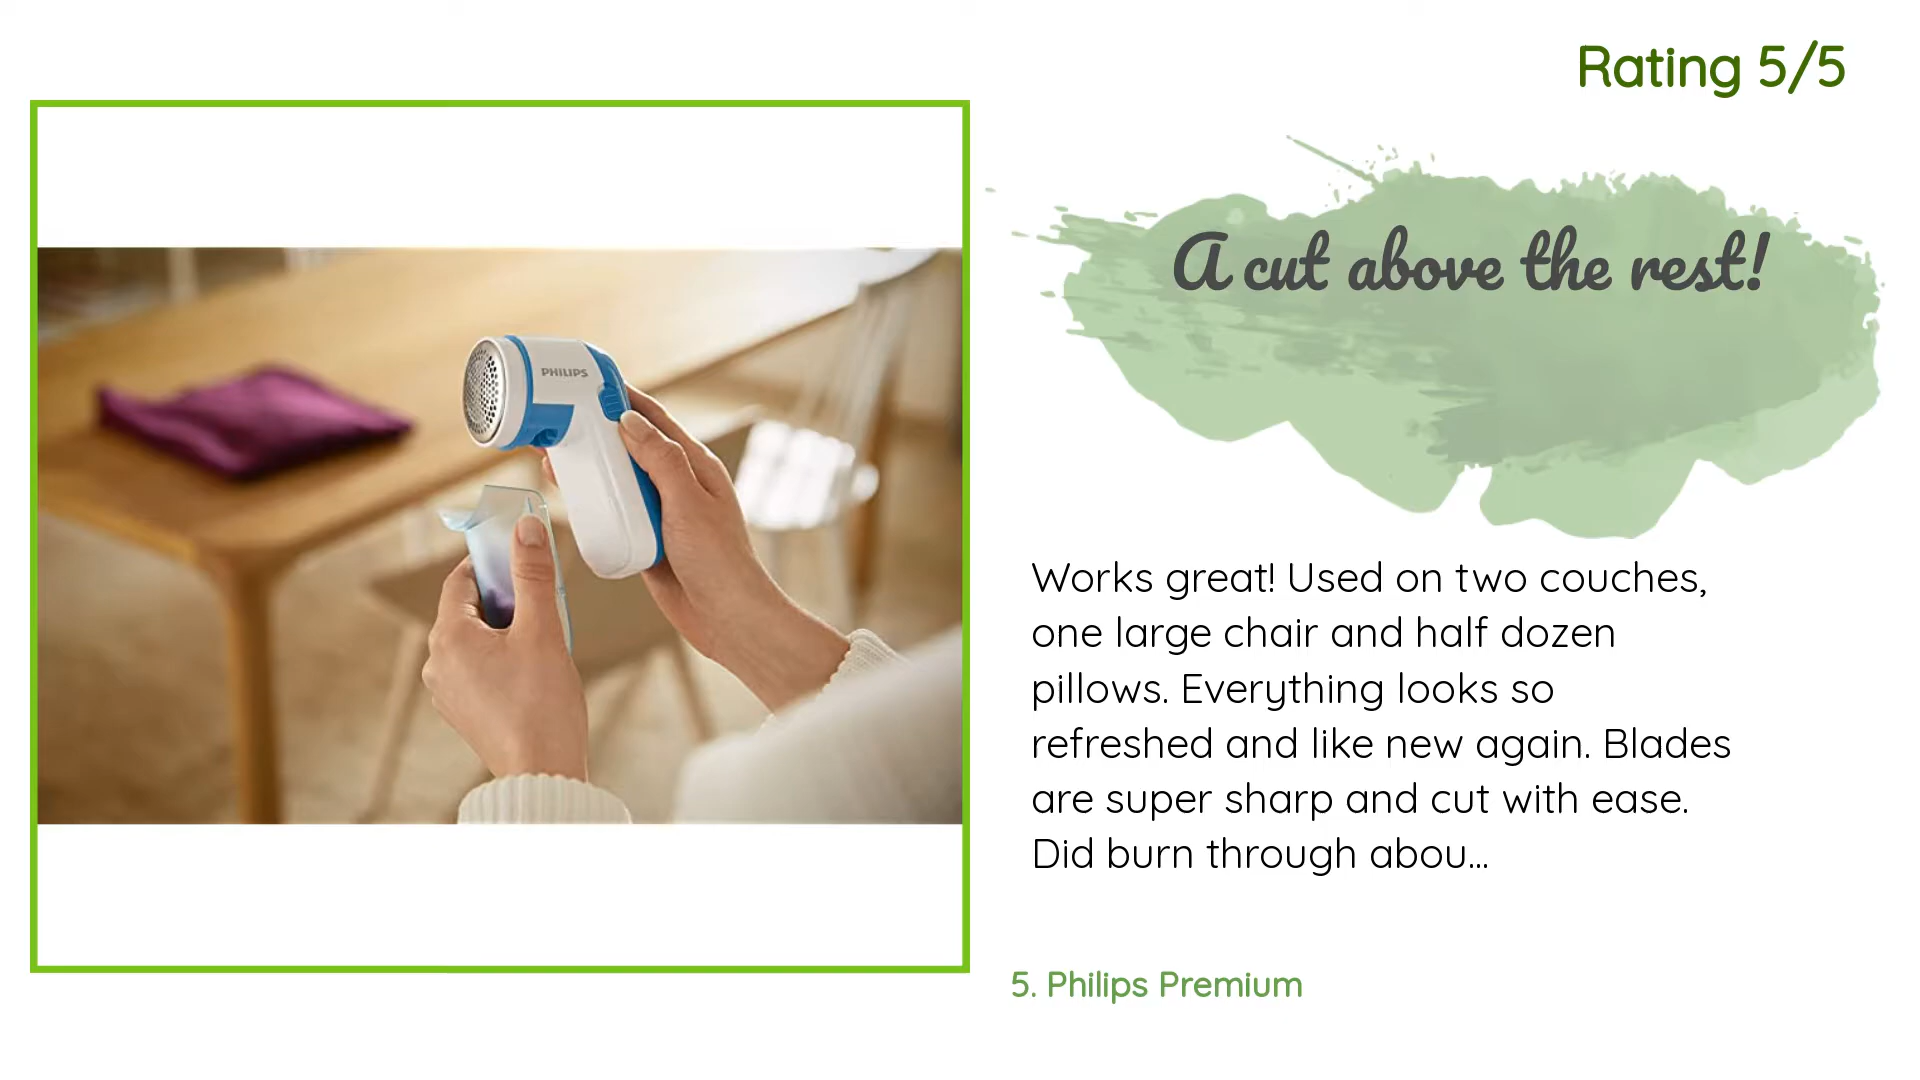 Rating 5/5
A cut above the rest!
PHILIPS
Works great! Used on two couches,
one large chair and half dozen
pillows. Everything looks so
refreshed and like new again. Blades
are super sharp and cut with ease.
Did burn through abou...
5. Philips Premium